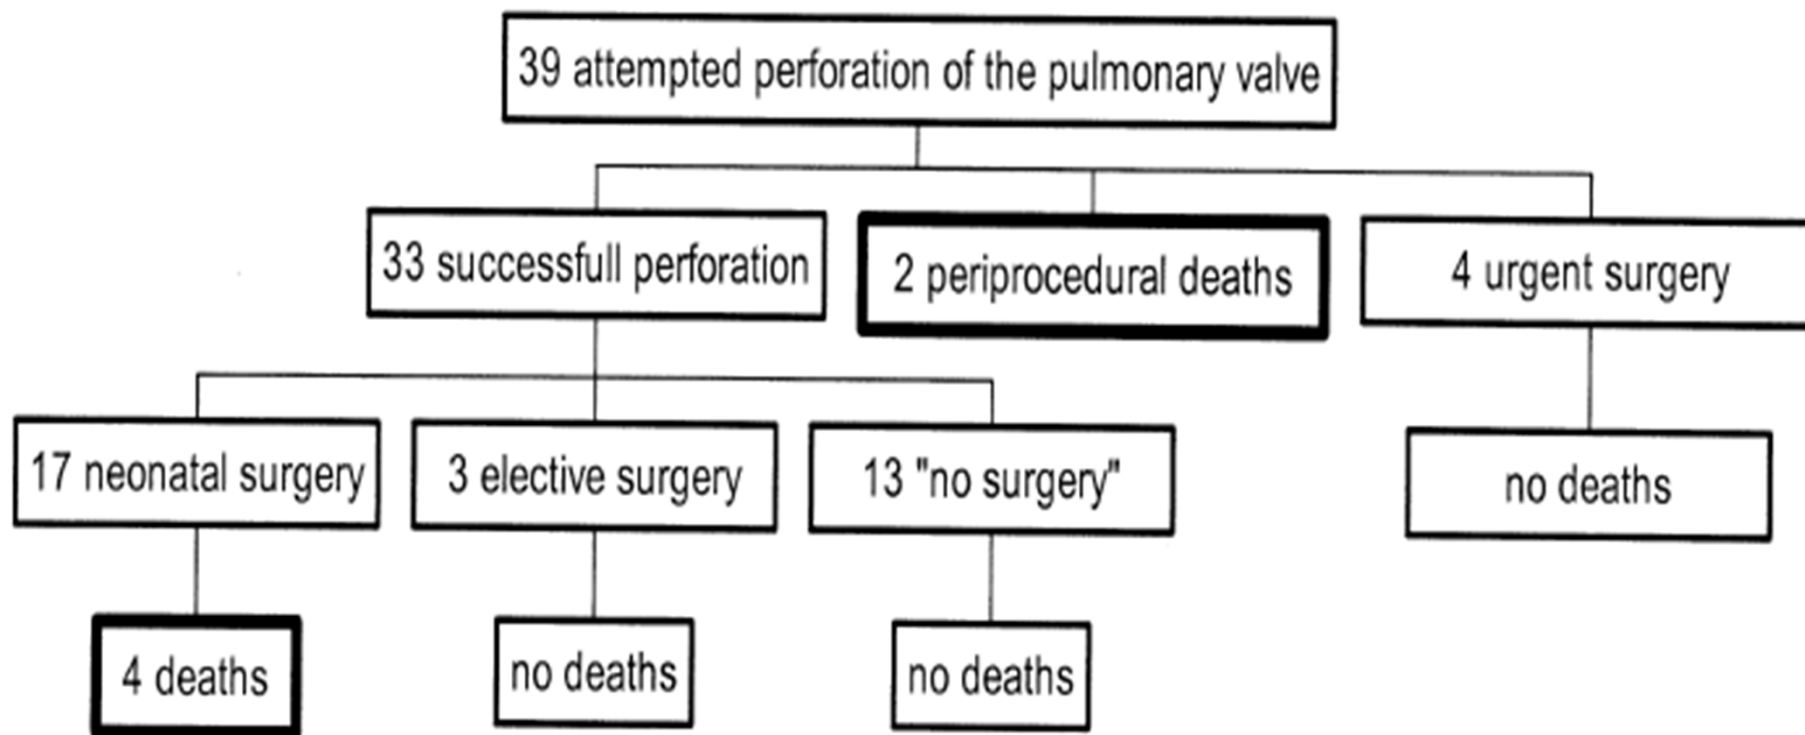 39 attempted perforation of the pulmonary valve
33 successfull perforation
2 periprocedural deaths
4 urgent surgery
17 neonatal surgery
3 elective surgery
13 "no surgery"
no deaths
4 deaths
no deaths
no deaths